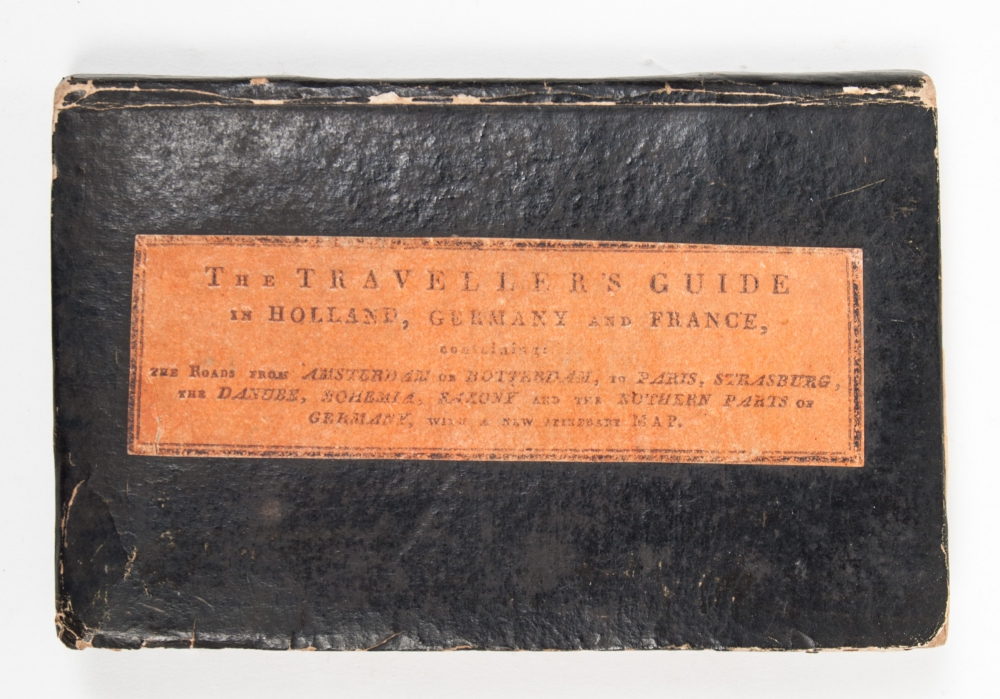 THE TRAVELLER'S GUIDE
IN HOLLAND, GERMANY AND FRANCE,
containing:
THE ROADS FROM AMSTERDAM OR ROTTERDAM, TO PARIS, STRASBURG,
THE DANUBE, BOHEMIA, SAXONY AND THE NOTHERN PARTS OF
GERMANY, WITH A NEW ITINERARY MAP.